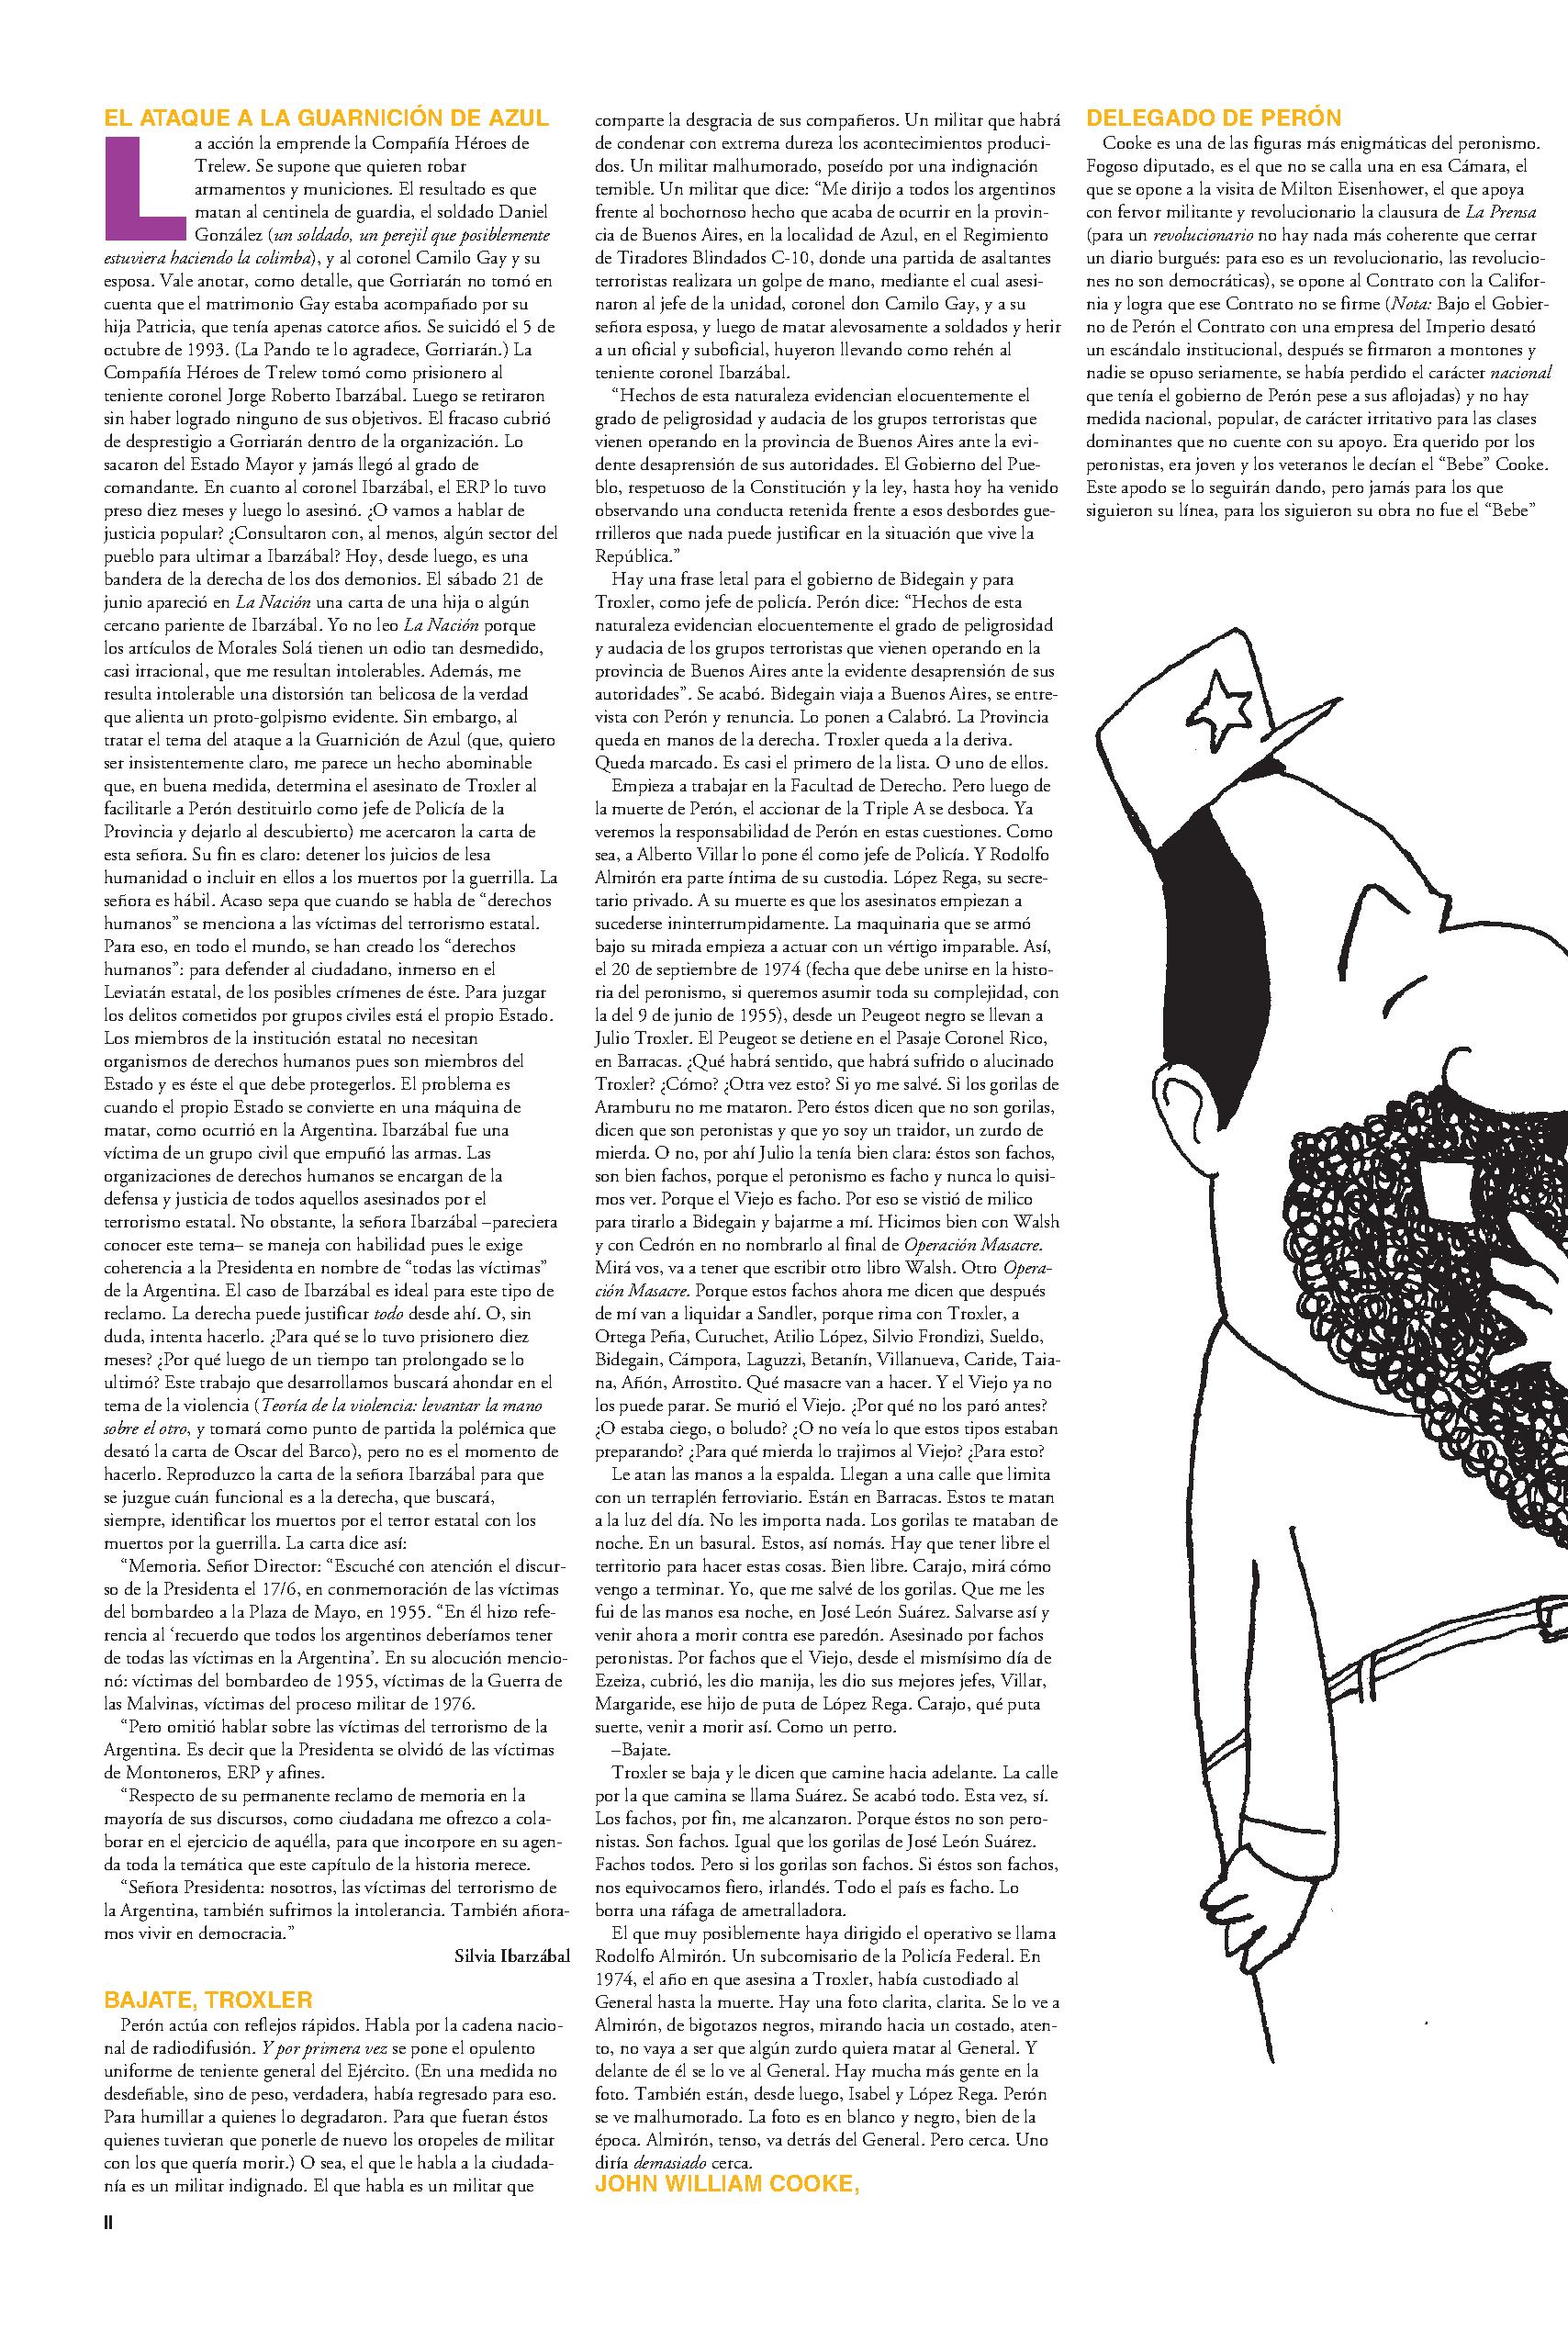 EL ATAQUE A LA GUARNICIÓN DE AZUL
La acción la emprende la Compañía Héroes de
Trelew. Se supone que quieren robar
armamentos y municiones. El resultado es que
matan al centinela de guardia, el soldado Daniel
González (un soldado, un perejil que posiblemente
estuviera haciendo la colimba), y al coronel Camilo Gay y su
esposa. Vale anotar, como detalle, que Gorriarán no tomó en
cuenta que el matrimonio Gay estaba acompañado por su
hija Patricia, que tenía apenas catorce años. Se suicidó el 5 de
octubre de 1993. (La Pando te lo agradece, Gorriarán.) La
Compañía Héroes de Trelew tomó como prisionero al
teniente coronel Jorge Roberto Ibarzábal. Luego se retiraron
sin haber logrado ninguno de sus objetivos. El fracaso cubrió
de desprestigio a Gorriarán dentro de la organización. Lo
sacaron del Estado Mayor y jamás llegó al grado de
comandante. En cuanto al coronel Ibarzábal, el ERP lo tuvo
preso diez meses y luego lo asesinó. ¿O vamos a hablar de
justicia popular? ¿Consultaron con, al menos, algún sector del
pueblo para ultimar a Ibarzábal? Hoy, desde luego, es una
bandera de la derecha de los dos demonios. El sábado 21 de
junio apareció en La Nación una carta de una hija o algún
cercano pariente de Ibarzábal. Yo no leo La Nación porque
los artículos de Morales Solá tienen un odio tan desmedido,
casi irracional, que me resultan intolerables. Además, me
resulta intolerable una distorsión tan belicosa de la verdad
que alienta un proto-golpismo evidente. Sin embargo, al
tratar el tema del ataque a la Guarnición de Azul (que, quiero
ser insistentemente claro, me parece un hecho abominable
que, en buena medida, determina el asesinato de Troxler al
facilitarle a Perón destituirlo como jefe de Policía de la
Provincia y dejarlo al descubierto) me acercaron la carta de
esta señora. Su fin es claro: detener los juicios de lesa
humanidad o incluir en ellos a los muertos por la guerrilla. La
señora es hábil. Acaso sepa que cuando se habla de “derechos
humanos” se menciona a las víctimas del terrorismo estatal.
Para eso, en todo el mundo, se han creado los “derechos
humanos”: para defender al ciudadano, inmerso en el
Leviatán estatal, de los posibles crímenes de éste. Para juzgar
los delitos cometidos por grupos civiles está el propio Estado.
Los miembros de la institución estatal no necesitan
organismos de derechos humanos pues son miembros del
Estado y es éste el que debe protegerlos. El problema es
cuando el propio Estado se convierte en una máquina de
matar, como ocurrió en la Argentina. Ibarzábal fue una
víctima de un grupo civil que empuñó las armas. Las
organizaciones de derechos humanos se encargan de la
defensa y justicia de todos aquellos asesinados por el
terrorismo estatal. No obstante, la señora Ibarzábal –pareciera
conocer este tema– se maneja con habilidad pues le exige
coherencia a la Presidenta en nombre de “todas las víctimas”
de la Argentina. El caso de Ibarzábal es ideal para este tipo de
reclamo. La derecha puede justificar todo desde ahí. O, sin
duda, intenta hacerlo. ¿Para qué se lo tuvo prisionero diez
meses? ¿Por qué luego de un tiempo tan prolongado se lo
ultimó? Este trabajo que desarrollamos buscará ahondar en el
tema de la violencia (Teoría de la violencia: levantar la mano
sobre el otro, y tomará como punto de partida la polémica que
desató la carta de Oscar del Barco), pero no es el momento de
hacerlo. Reproduzco la carta de la señora Ibarzábal para que
se juzgue cuán funcional es a la derecha, que buscará,
siempre, identificar los muertos por el terror estatal con los
muertos por la guerrilla. La carta dice así:
“Memoria. Señor Director: “Escuché con atención el discur-
so de la Presidenta el 17/6, en conmemoración de las víctimas
del bombardeo a la Plaza de Mayo, en 1955. “En él hizo refe-
rencia al ‘recuerdo que todos los argentinos deberíamos tener
de todas las víctimas en la Argentina’. En su alocución mencio-
nó: víctimas del bombardeo de 1955, víctimas de la Guerra de
las Malvinas, víctimas del proceso militar de 1976.
“Pero omitió hablar sobre las víctimas del terrorismo de la
Argentina. Es decir que la Presidenta se olvidó de las víctimas
de Montoneros, ERP y afines.
“Respecto de su permanente reclamo de memoria en la
mayoría de sus discursos, como ciudadana me ofrezco a cola-
borar en el ejercicio de aquélla, para que incorpore en su agen-
da toda la temática que este capítulo de la historia merece.
“Señora Presidenta: nosotros, las víctimas del terrorismo de
la Argentina, también sufrimos la intolerancia. También añora-
mos vivir en democracia.”
Silvia Ibarzábal
BAJATE, TROXLER
Perón actúa con reflejos rápidos. Habla por la cadena nacio-
nal de radiodifusión. Y por primera vez se pone el opulento
uniforme de teniente general del Ejército. (En una medida no
desdeñable, sino de peso, verdadera, había regresado para eso.
Para humillar a quienes lo degradaron. Para que fueran éstos
quienes tuvieran que ponerle de nuevo los oropeles de militar
con los que quería morir.) O sea, el que le habla a la ciudada-
nía es un militar indignado. El que habla es un militar que
comparte la desgracia de sus compañeros. Un militar que habrá
de condenar con extrema dureza los acontecimientos produci-
dos. Un militar malhumorado, poseído por una indignación
temible. Un militar que dice: “Me dirijo a todos los argentinos
frente al bochornoso hecho que acaba de ocurrir en la provin-
cia de Buenos Aires, en la localidad de Azul, en el Regimiento
de Tiradores Blindados C-10, donde una partida de asaltantes
terroristas realizara un golpe de mano, mediante el cual asesi-
naron al jefe de la unidad, coronel don Camilo Gay, y a su
señora esposa, y luego de matar alevosamente a soldados y herir
a un oficial y suboficial, huyeron llevando como rehén al
teniente coronel Ibarzábal.
“Hechos de esta naturaleza evidencian elocuentemente el
grado de peligrosidad y audacia de los grupos terroristas que
vienen operando en la provincia de Buenos Aires ante la evi-
dente desaprensión de sus autoridades. El Gobierno del Pue-
blo, respetuoso de la Constitución y la ley, hasta hoy ha venido
observando una conducta retenida frente a esos desbordes gue-
rrilleros que nada puede justificar en la situación que vive la
República.”
Hay una frase letal para el gobierno de Bidegain y para
Troxler, como jefe de policía. Perón dice: “Hechos de esta
naturaleza evidencian elocuentemente el grado de peligrosidad
y audacia de los grupos terroristas que vienen operando en la
provincia de Buenos Aires ante la evidente desaprensión de sus
autoridades”. Se acabó. Bidegain viaja a Buenos Aires, se entre-
vista con Perón y renuncia. Lo ponen a Calabró. La Provincia
queda en manos de la derecha. Troxler queda a la deriva.
Queda marcado. Es casi el primero de la lista. O uno de ellos.
Empieza a trabajar en la Facultad de Derecho. Pero luego de
la muerte de Perón, el accionar de la Triple A se desboca. Ya
veremos la responsabilidad de Perón en estas cuestiones. Como
sea, a Alberto Villar lo pone él como jefe de Policía. Y Rodolfo
Almirón era parte íntima de su custodia. López Rega, su secre-
tario privado. A su muerte es que los asesinatos empiezan a
sucederse ininterrumpidamente. La maquinaria que se armó
bajo su mirada empieza a actuar con un vértigo imparable. Así,
el 20 de septiembre de 1974 (fecha que debe unirse en la histo-
ria del peronismo, si queremos asumir toda su complejidad, con
la del 9 de junio de 1955), desde un Peugeot negro se llevan a
Julio Troxler. El Peugeot se detiene en el Pasaje Coronel Rico,
en Barracas. ¿Qué habrá sentido, que habrá sufrido o alucinado
Troxler? ¿Cómo? ¿Otra vez esto? Si yo me salvé. Si los gorilas de
Aramburu no me mataron. Pero éstos dicen que no son gorilas,
dicen que son peronistas y que yo soy un traidor, un zurdo de
mierda. O no, por ahí Julio la tenía bien clara: éstos son fachos,
son bien fachos, porque el peronismo es facho y nunca lo quisi-
mos ver. Porque el Viejo es facho. Por eso se vistió de milico
para tirarlo a Bidegain y bajarme a mí. Hicimos bien con Walsh
y con Cedrón en no nombrarlo al final de Operación Masacre.
Mirá vos, va a tener que escribir otro libro Walsh. Otro Opera-
ción Masacre. Porque estos fachos ahora me dicen que después
de mí van a liquidar a Sandler, porque rima con Troxler, a
Ortega Peña, Curuchet, Atilio López, Silvio Frondizi, Sueldo,
Bidegain, Cámpora, Laguzzi, Betanín, Villanueva, Caride, Taia-
na, Añón, Arrostito. Qué masacre van a hacer. Y el Viejo ya no
los puede parar. Se murió el Viejo. ¿Por qué no los paró antes?
¿O estaba ciego, o boludo? ¿O no veía lo que estos tipos estaban
preparando? ¿Para qué mierda lo trajimos al Viejo? ¿Para esto?
Le atan las manos a la espalda. Llegan a una calle que limita
con un terraplén ferroviario. Están en Barracas. Estos te matan
a la luz del día. No les importa nada. Los gorilas te mataban de
noche. En un basural. Estos, así nomás. Hay que tener libre el
territorio para hacer estas cosas. Bien libre. Carajo, mirá cómo
vengo a terminar. Yo, que me salvé de los gorilas. Que me les
fui de las manos esa noche, en José León Suárez. Salvarse así y
venir ahora a morir contra ese paredón. Asesinado por fachos
peronistas. Por fachos que el Viejo, desde el mismísimo día de
Ezeiza, cubrió, les dio manija, les dio sus mejores jefes, Villar,
Margaride, ese hijo de puta de López Rega. Carajo, qué puta
suerte, venir a morir así. Como un perro.
–Bajate.
Troxler se baja y le dicen que camine hacia adelante. La calle
por la que camina se llama Suárez. Se acabó todo. Esta vez, sí.
Los fachos, por fin, me alcanzaron. Porque éstos no son pero-
nistas. Son fachos. Igual que los gorilas de José León Suárez.
Fachos todos. Pero si los gorilas son fachos. Si éstos son fachos,
nos equivocamos fiero, irlandés. Todo el país es facho. Lo
borra una ráfaga de ametralladora.
El que muy posiblemente haya dirigido el operativo se llama
Rodolfo Almirón. Un subcomisario de la Policía Federal. En
1974, el año en que asesina a Troxler, había custodiado al
General hasta la muerte. Hay una foto clarita, clarita. Se lo ve a
Almirón, de bigotazos negros, mirando hacia un costado, aten-
to, no vaya a ser que algún zurdo quiera matar al General. Y
delante de él se lo ve al General. Hay mucha más gente en la
foto. También están, desde luego, Isabel y López Rega. Perón
se ve malhumorado. La foto es en blanco y negro, bien de la
época. Almirón, tenso, va detrás del General. Pero cerca. Uno
diría demasiado cerca.
JOHN WILLIAM COOKE,
DELEGADO DE PERÓN
Cooke es una de las figuras más enigmáticas del peronismo.
Fogoso diputado, es el que no se calla una en esa Cámara, el
que se opone a la visita de Milton Eisenhower, el que apoya
con fervor militante y revolucionario la clausura de La Prensa
(para un revolucionario no hay nada más coherente que cerrar
un diario burgués: para eso es un revolucionario, las revolucio-
nes no son democráticas), se opone al Contrato con la Califor-
nia y logra que ese Contrato no se firme (Nota: Bajo el Gobier-
no de Perón el Contrato con una empresa del Imperio desató
un escándalo institucional, después se firmaron a montones y
nadie se opuso seriamente, se había perdido el carácter nacional
que tenía el gobierno de Perón pese a sus aflojadas) y no hay
medida nacional, popular, de carácter irritativo para las clases
dominantes que no cuente con su apoyo. Era querido por los
peronistas, era joven y los veteranos le decían el “Bebe” Cooke.
Este apodo se lo seguirán dando, pero jamás para los que
siguieron su línea, para los siguieron su obra no fue el “Bebe”
II